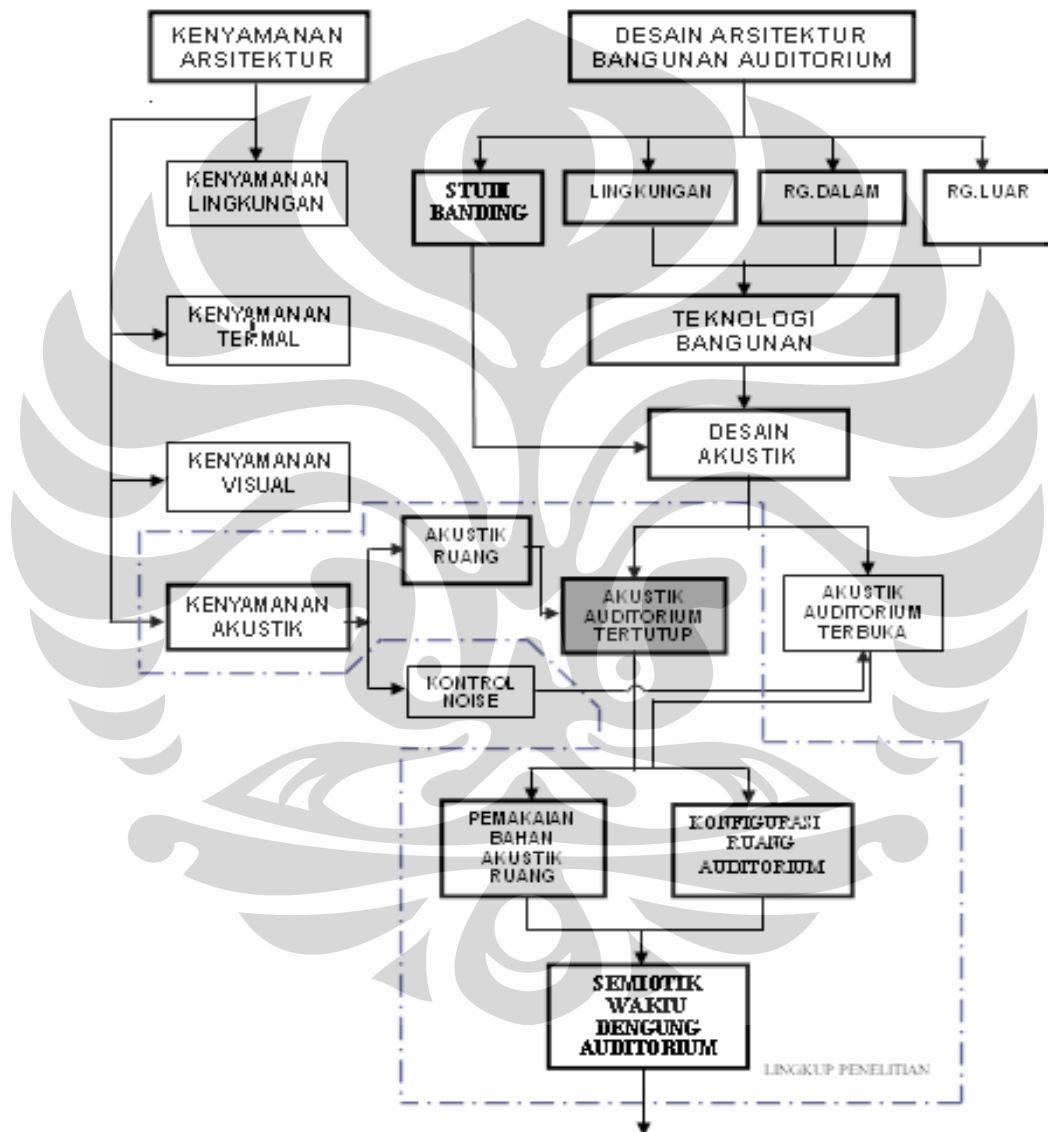 KENYAMANAN
ARSITEKTUR
DESAIN ARSITEKTUR
BANGUNAN AUDITORIUM
KENYAMANAN
LINGKUNGAN
STUDI
BANDING
LINGKUNGAN
RG.DALAM
RG.LUAR
KENYAMANAN
TERMAL
TEKNOLOGI
BANGUNAN
DESAIN
AKUSTIK
KENYAMANAN
VISUAL
AKUSTIK
RUANG
KENYAMANAN
AKUSTIK
AKUSTIK
AUDITORIUM
TERTUTUP
AKUSTIK
AUDITORIUM
TERBUKA
KONTROL
NOISE
PEMAKAIAN
BAHAN
AKUSTIK
RUANG
KONFIGURASI
RUANG
AUDITORIUM
SEMIOTIK
WAKTU
DENGUNG
AUDITORIUM
LINGKUP PENELITIAN